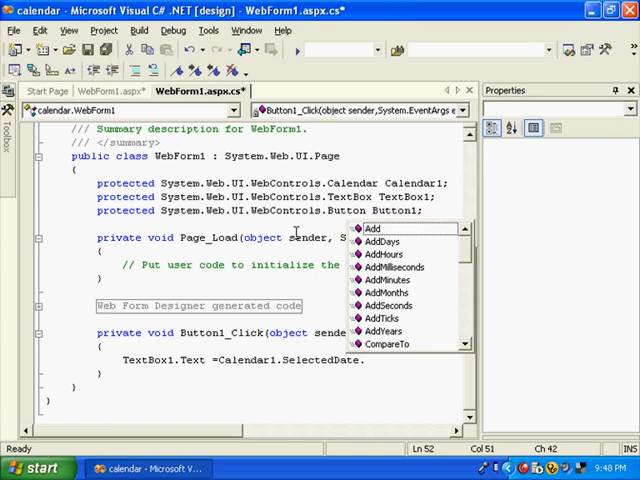 calendar - Microsoft Visual C# .NET [design] - WebForm1.aspx.cs*
File Edit View Project Build Debug Tools Window Help
Start Page WebForm1.aspx* WebForm1.aspx.cs*
Properties
calendar.WebForm1 Button1_Click(object sender,System.EventArgs e
Toolbox
/// Summary description for WebForm1.
/// </summary>
public class WebForm1 : System.Web.UI.Page
{
protected System.Web.UI.WebControls.Calendar Calendar1;
protected System.Web.UI.WebControls.TextBox TextBox1;
protected System.Web.UI.WebControls.Button Button1;
private void Page_Load(object sender, S
{
// Put user code to initialize the
}
Web Form Designer generated code
private void Button1_Click(object sende
{
TextBox1.Text =Calendar1.SelectedDate.
}
}
}
Add
AddDays
AddHours
AddMilliseconds
AddMinutes
AddMonths
AddSeconds
AddTicks
AddYears
CompareTo
Ready Ln 52 Col 51 Ch 42 INS
start calendar - Microsoft V... 9:48 PM